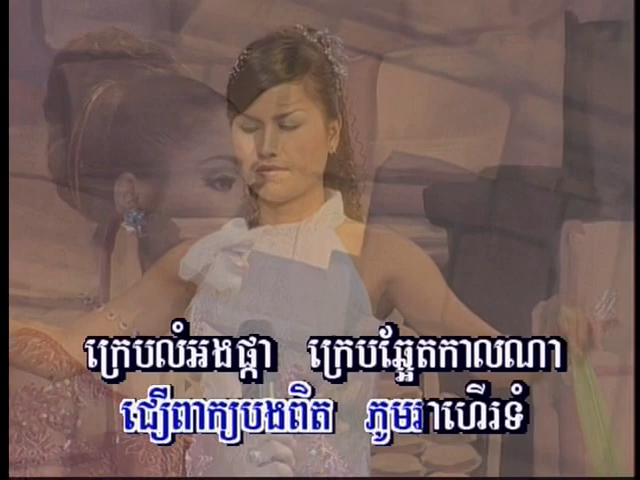 ក្រេបលំអងផ្កា ក្រេបឆ្អែតកាលណា
ជឿពាក្យបងពិត ភូមរាហើរទំ